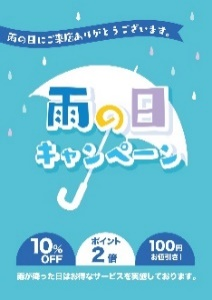 雨の日にご来店ありがとうございます。
雨の日
キャンペーン
10%
OFF
ポイント
2倍
100円
お値引き!
雨が降った日はお得なサービスを実施しております。